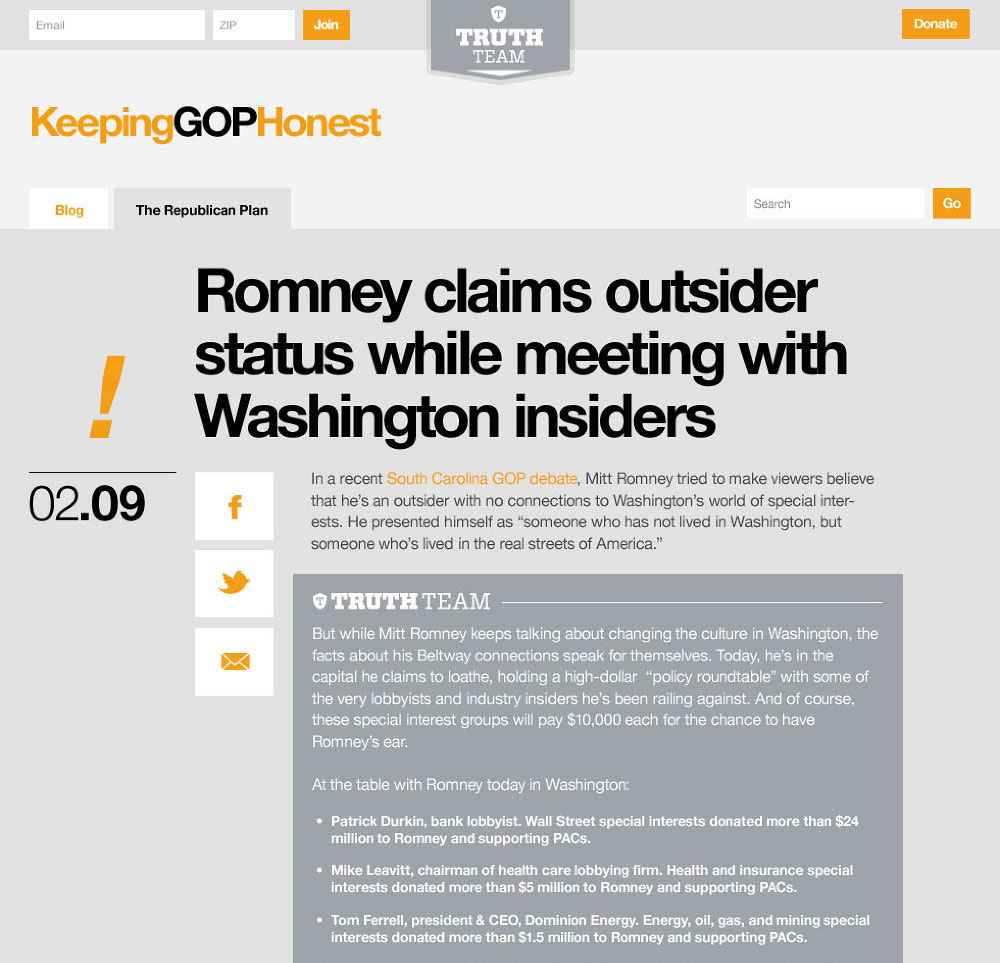 Email
ZIP
Join
T
TRUTH
TEAM
Donate
KeepingGOPHonest
Blog
The Republican Plan
Search
Go
Romney claims outsider
status while meeting with
Washington insiders
!
02.09
f
In a recent South Carolina GOP debate, Mitt Romney tried to make viewers believe
that he’s an outsider with no connections to Washington’s world of special inter-
ests. He presented himself as “someone who has not lived in Washington, but
someone who’s lived in the real streets of America.”
T TRUTH TEAM
But while Mitt Romney keeps talking about changing the culture in Washington, the
facts about his Beltway connections speak for themselves. Today, he’s in the
capital he claims to loathe, holding a high-dollar “policy roundtable” with some of
the very lobbyists and industry insiders he’s been railing against. And of course,
these special interest groups will pay $10,000 each for the chance to have
Romney’s ear.
At the table with Romney today in Washington:
• Patrick Durkin, bank lobbyist. Wall Street special interests donated more than $24
million to Romney and supporting PACs.
• Mike Leavitt, chairman of health care lobbying firm. Health and insurance special
interests donated more than $5 million to Romney and supporting PACs.
• Tom Ferrell, president & CEO, Dominion Energy. Energy, oil, gas, and mining special
interests donated more than $1.5 million to Romney and supporting PACs.